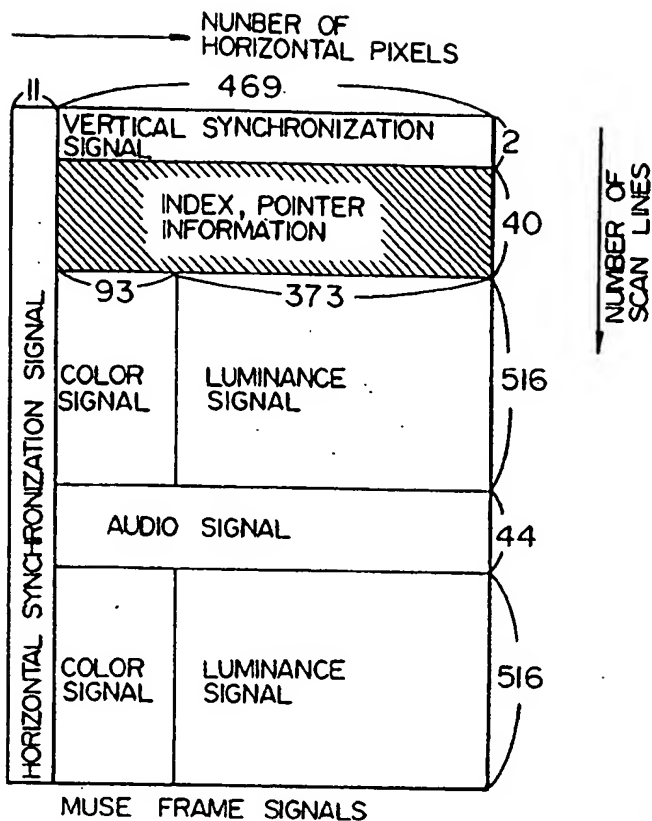 NUNBER OF
HORIZONTAL PIXELS
11
469
VERTICAL SYNCHRONIZATION
SIGNAL
2
INDEX, POINTER
INFORMATION
40
NUMBER OF
SCAN LINES
93
373
HORIZONTAL SYNCHRONIZATION SIGNAL
COLOR
SIGNAL
LUMINANCE
SIGNAL
516
AUDIO SIGNAL
44
COLOR
SIGNAL
LUMINANCE
SIGNAL
516
MUSE FRAME SIGNALS